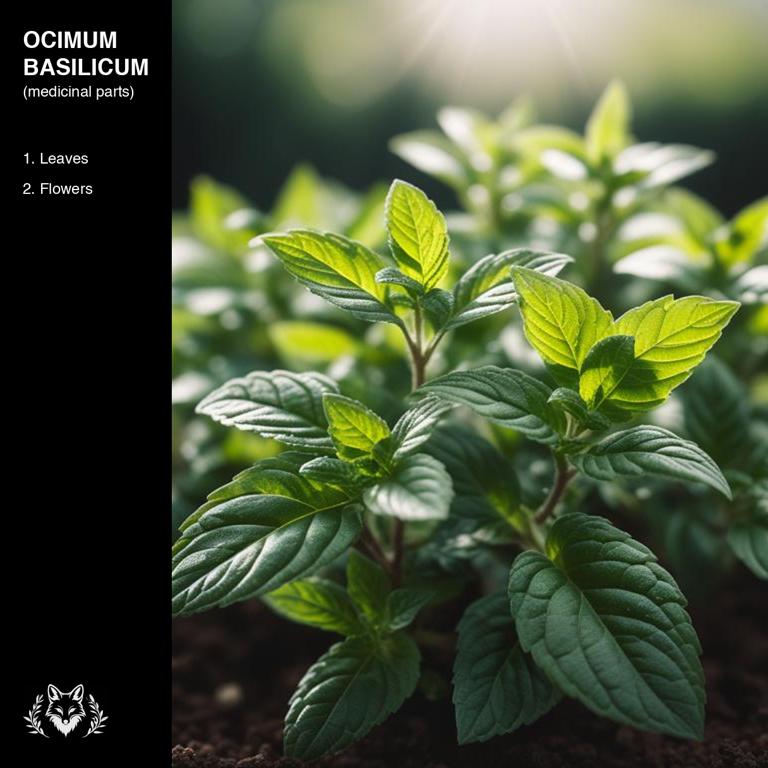 OCIMUM
BASILICUM
(medicinal parts)
1. Leaves
2. Flowers